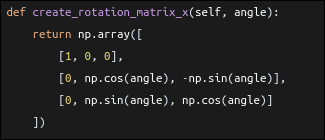 def create_rotation_matrix_x(self, angle):
    return np.array([
        [1, 0, 0],
        [0, np.cos(angle), -np.sin(angle)],
        [0, np.sin(angle), np.cos(angle)]
    ])